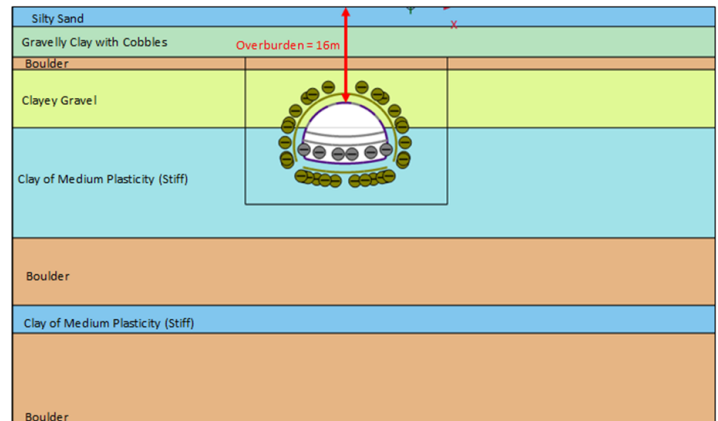 Silty Sand
X
Gravelly Clay with Cobbles
Overburden = 16m
Boulder
Clayey Gravel
Clay of Medium Plasticity (Stiff)
Boulder
Clay of Medium Plasticity (Stiff)
Boulder